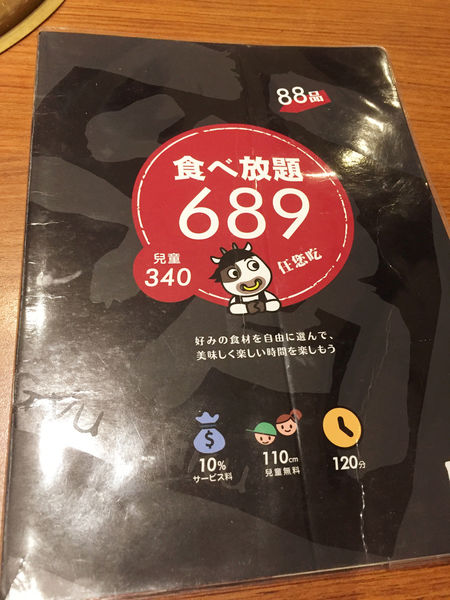 88品
食べ放題
689
兒童
340
任您吃
好みの食材を自由に選んで、
美味しく楽しい時間を楽しもう
$
10%
サービス料
110cm
兒童無料
120分